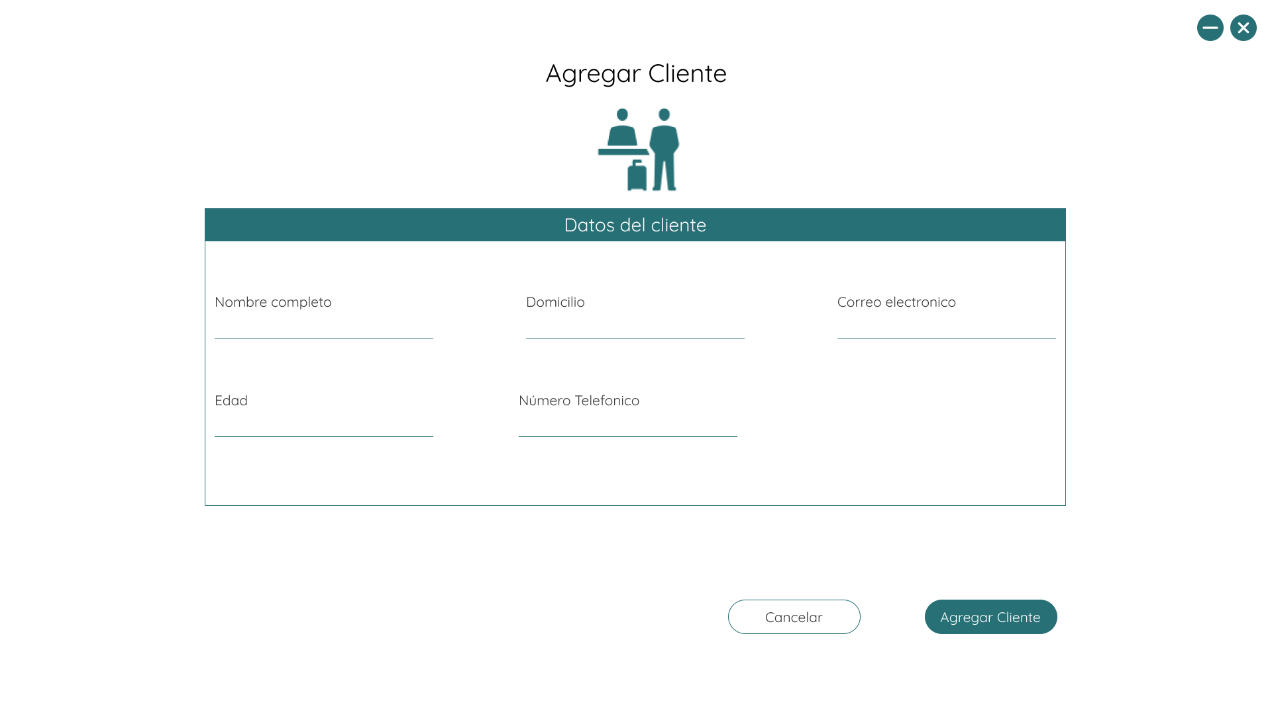 Agregar Cliente
Datos del cliente
Nombre completo
Domicilio
Correo electronico
Edad
Número Telefonico
Cancelar
Agregar Cliente